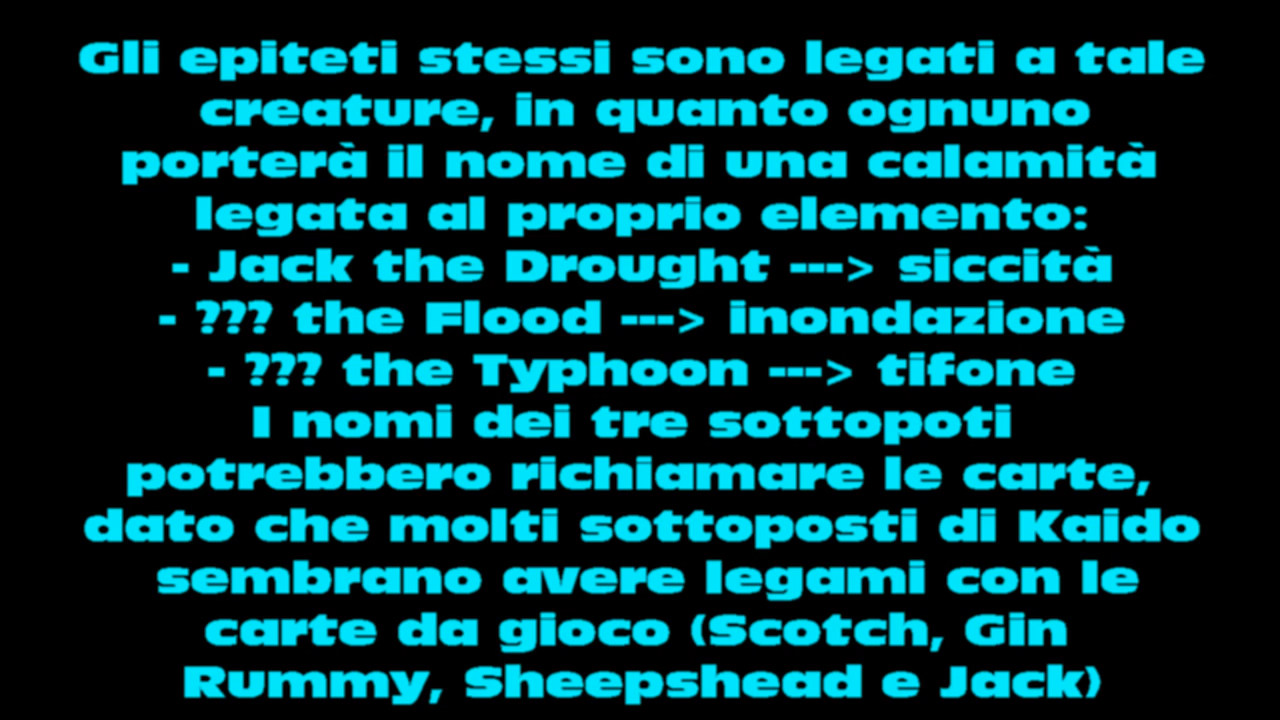 Gli epiteti stessi sono legati a tale
creature, in quanto ognuno
porterà il nome di una calamità
legata al proprio elemento:
- Jack the Drought ---> siccità
- ??? the Flood ---> inondazione
- ??? the Typhoon ---> tifone
I nomi dei tre sottopoti
potrebbero richiamare le carte,
dato che molti sottoposti di Kaido
sembrano avere legami con le
carte da gioco (Scotch, Gin
Rummy, Sheepshead e Jack)